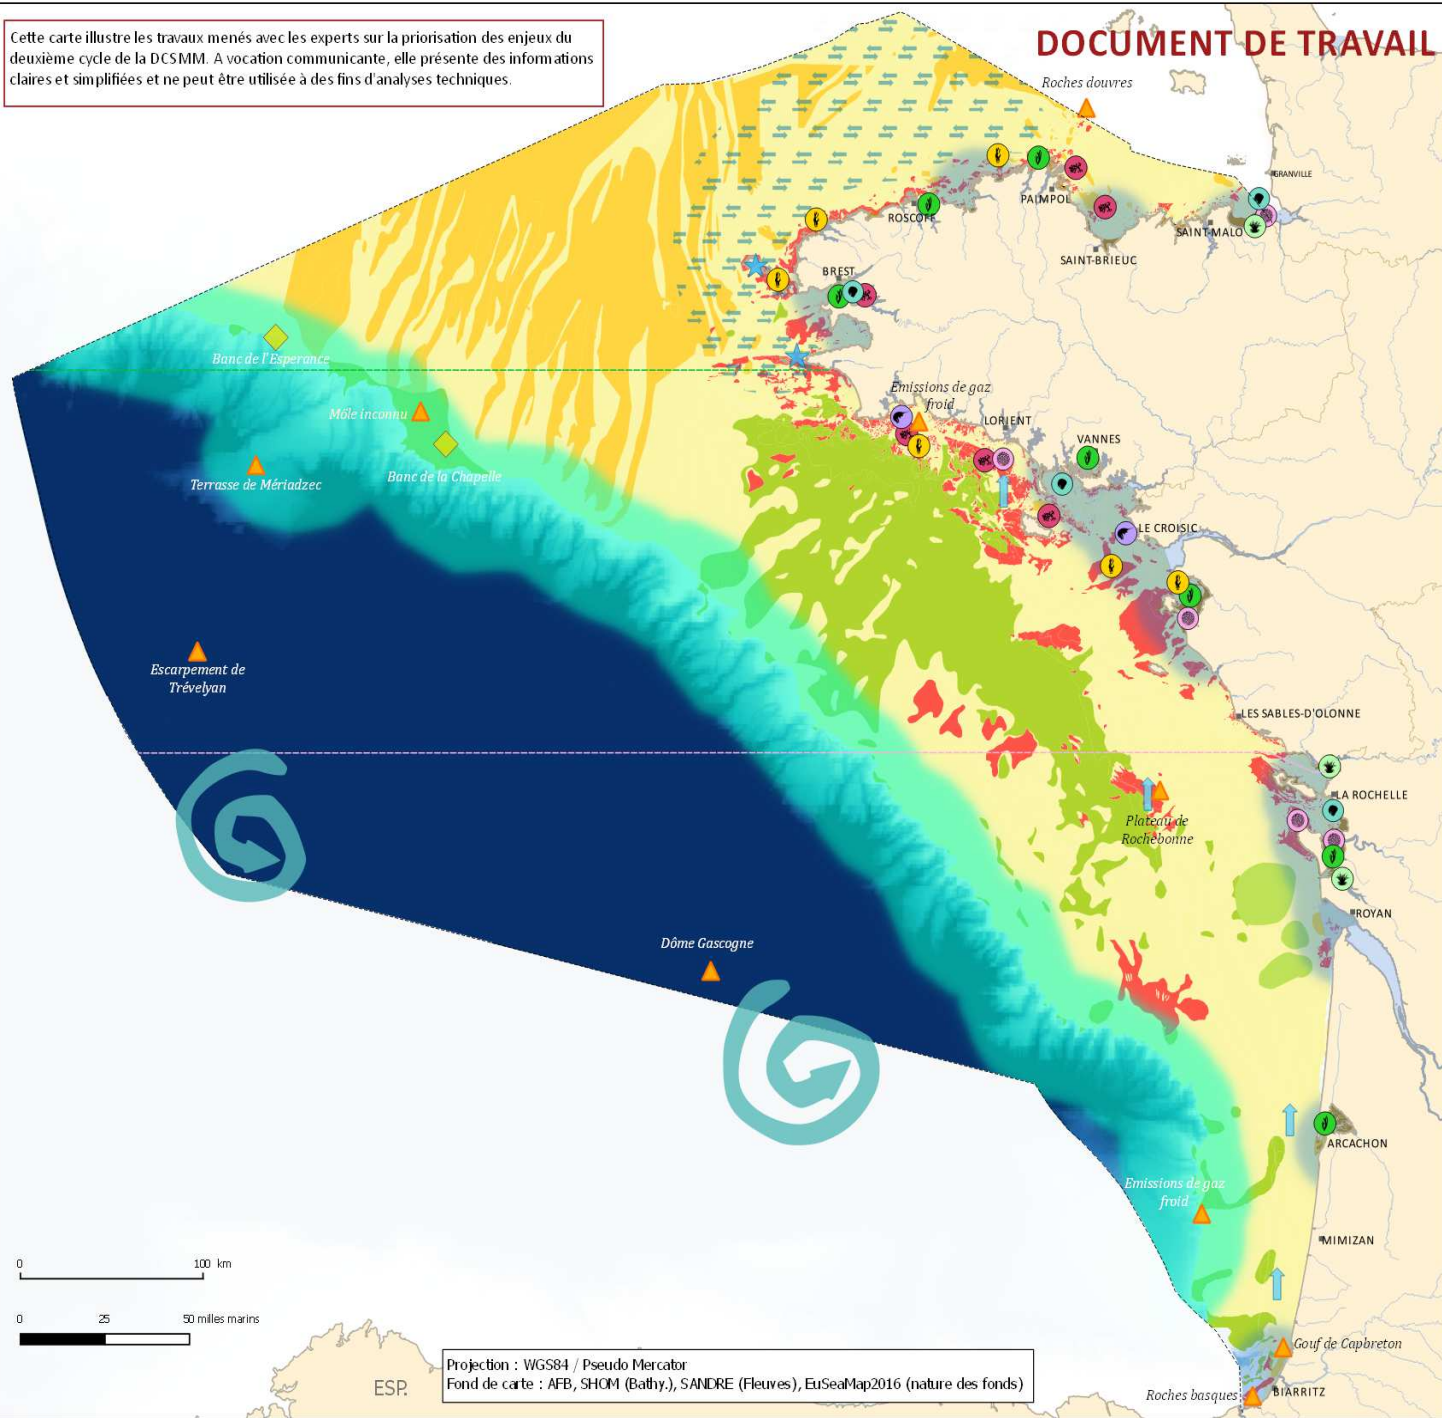 Cette carte illustre les travaux menés avec les experts sur la priorisation des enjeux du
deuxième cycle de la DCSMM. A vocation communicante, elle présente des informations
claires et simplifiées et ne peut être utilisée à des fins d'analyses techniques.
DOCUMENT DE TRAVAIL
Roches douvres
GRANVILLE
PAIMPOL
ROSCOFF
SAINT-MALO
SAINT-BRIEUC
BREST
Banc de l'Esperance
Môle inconnu
Emissions de gaz
froid
LORIENT
VANNES
Banc de la Chapelle
Terrasse de Mériadzec
LE CROISIC
Escarpement de
Trévelyan
LES SABLES-D'OLONNE
LA ROCHELLE
Plateau de
Rochebonne
ROYAN
Dôme Gascogne
ARCACHON
Emissions de gaz
froid
MIMIZAN
0 100 km
0 25 50 milles marins
Gouf de Capbreton
Projection : WGS84 / Pseudo Mercator
Fond de carte : AFB, SHOM (Bathy.), SANDRE (Fleuves), EuSeaMap2016 (nature des fonds)
ESP.
Roches basques
BIARRITZ